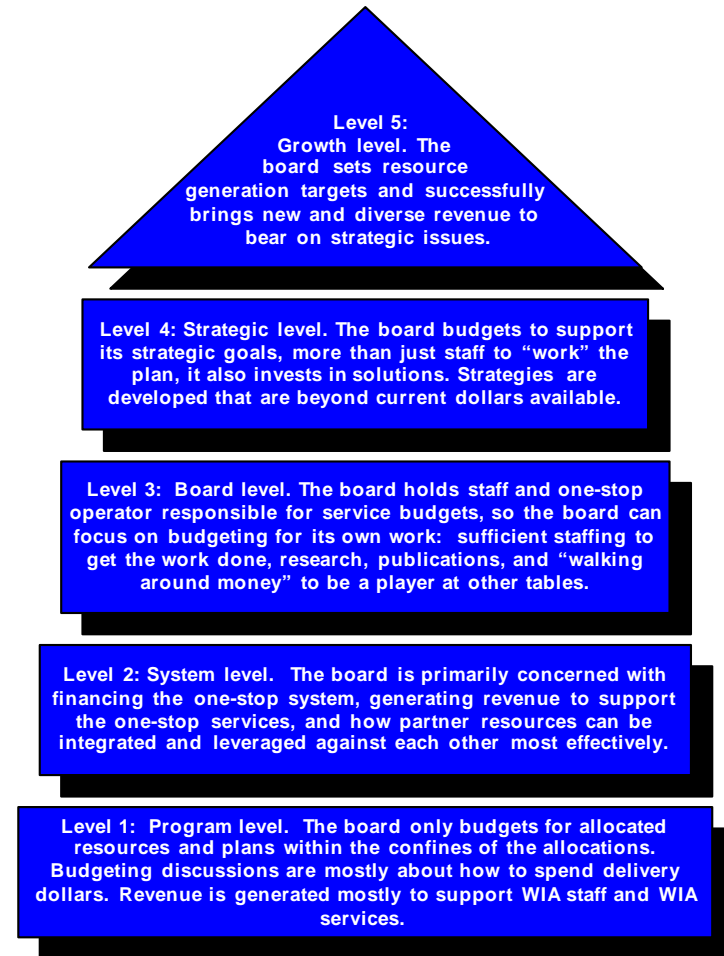 Level 5:
Growth level. The
board sets resource
generation targets and successfully
brings new and diverse revenue to
bear on strategic issues.
Level 4: Strategic level. The board budgets to support
its strategic goals, more than just staff to “work” the
plan, it also invests in solutions. Strategies are
developed that are beyond current dollars available.
Level 3: Board level. The board holds staff and one-stop
operator responsible for service budgets, so the board can
focus on budgeting for its own work: sufficient staffing to
get the work done, research, publications, and “walking
around money” to be a player at other tables.
Level 2: System level. The board is primarily concerned with
financing the one-stop system, generating revenue to support
the one-stop services, and how partner resources can be
integrated and leveraged against each other most effectively.
Level 1: Program level. The board only budgets for allocated
resources and plans within the confines of the allocations.
Budgeting discussions are mostly about how to spend delivery
dollars. Revenue is generated mostly to support WIA staff and WIA
services.